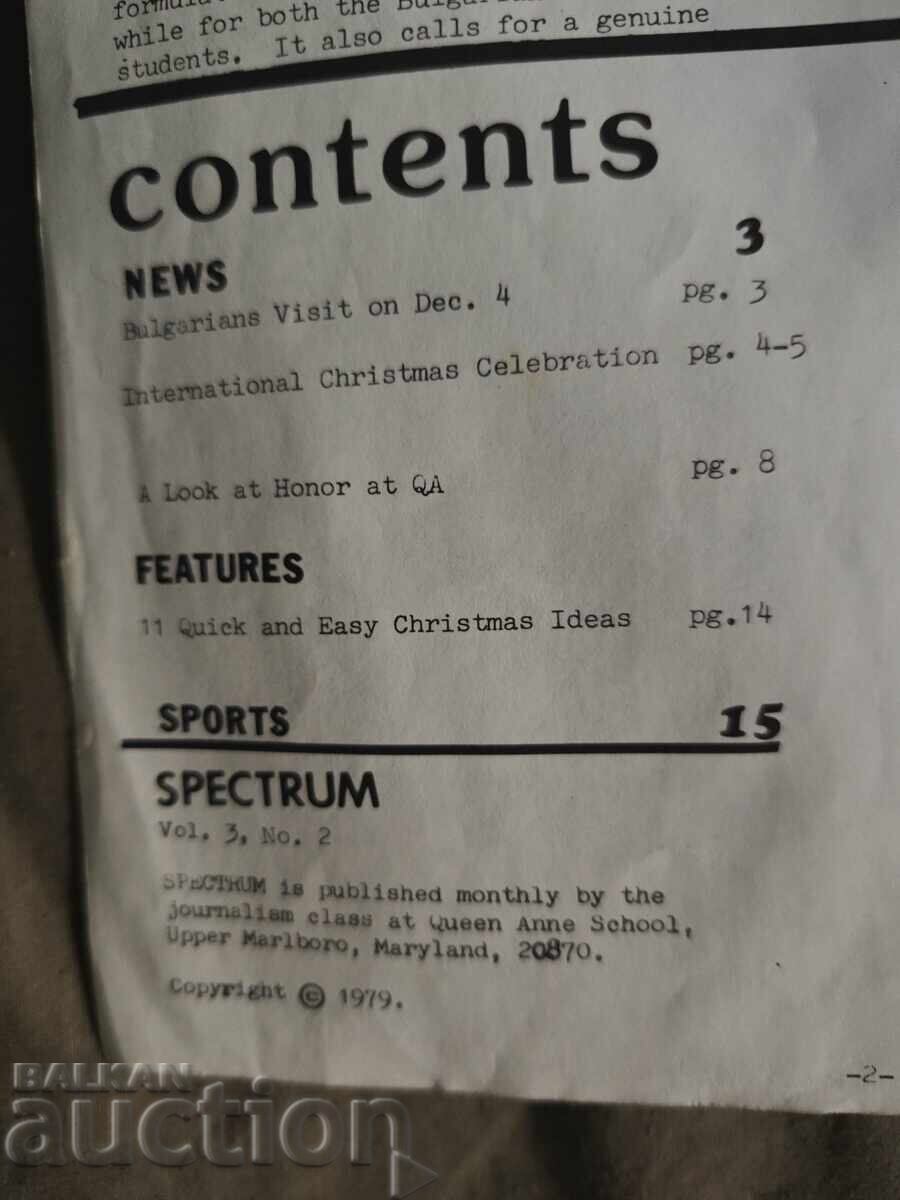 while for both the
students. It also calls for a genuine
contents
NEWS 3
Bulgarians Visit on Dec. 4 pg. 3
International Christmas Celebration pg. 4-5
A Look at Honor at QA pg. 8
FEATURES
11 Quick and Easy Christmas Ideas pg.14
SPORTS 15
SPECTRUM
Vol. 3, No. 2
SPECTRUM is published monthly by the
journalism class at Queen Anne School,
Upper Marlboro, Maryland, 20870.
Copyright © 1979.
-2-
BALKAN
auction